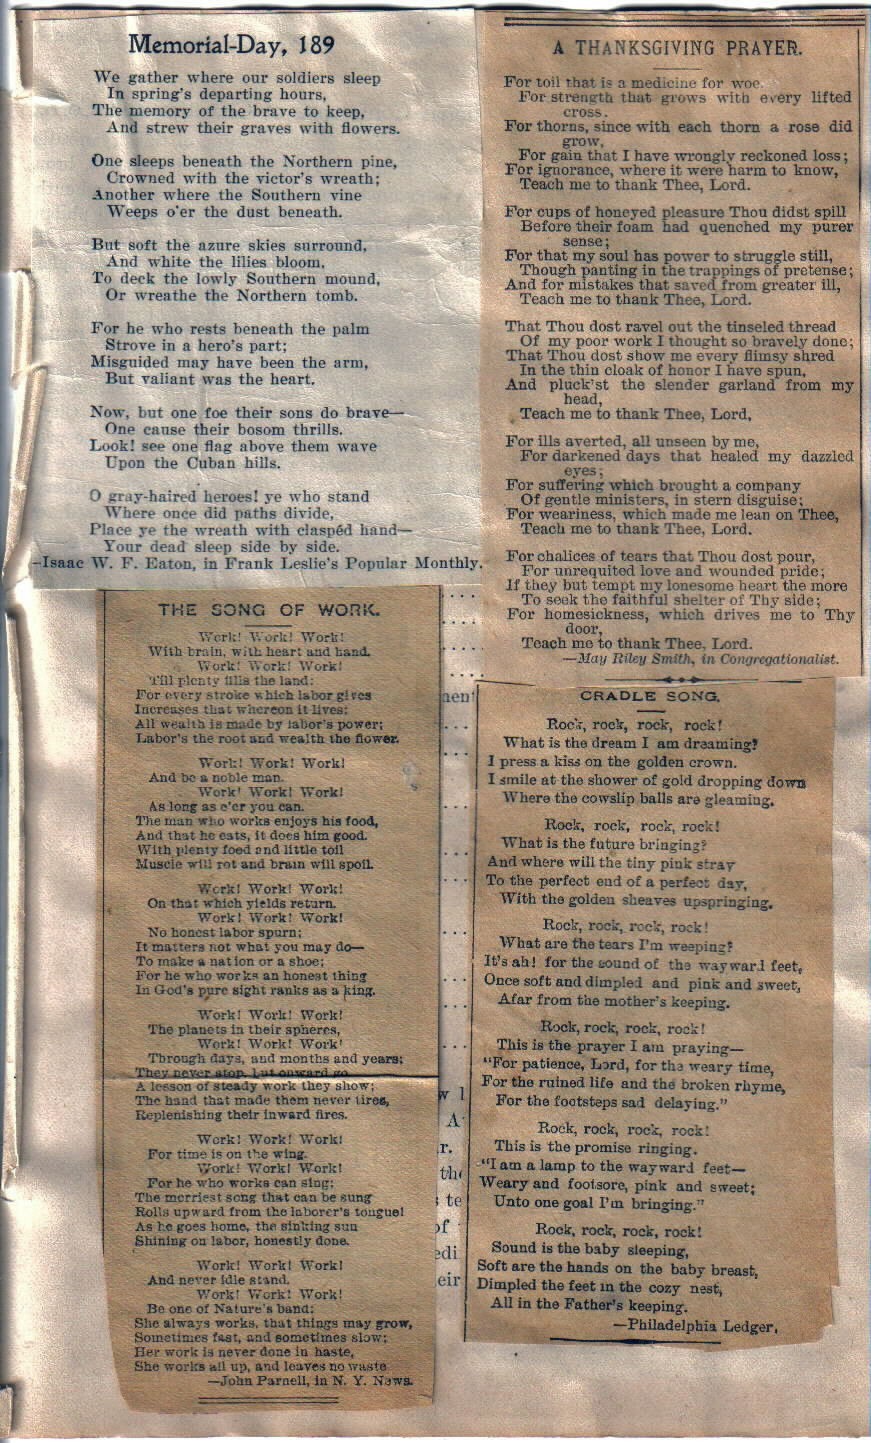 Memorial-Day, 189
We gather where our soldiers sleep
In spring's departing hours,
The memory of the brave to keep,
And strew their graves with flowers.
One sleeps beneath the Northern pine,
Crowned with the victor's wreath;
Another where the Southern vine
Weeps o'er the dust beneath.
But soft the azure skies surround,
And white the lilies bloom,
To deck the lowly Southern mound,
Or wreathe the Northern tomb.
For he who rests beneath the palm
Strove in a hero's part;
Misguided may have been the arm,
But valiant was the heart.
Now, but one foe their sons do brave—
One cause their bosom thrills.
Look! see one flag above them wave
Upon the Cuban hills.
O gray-haired heroes! ye who stand
Where once did paths divide,
Place ye the wreath with claspéd hand—
Your dead sleep side by side.
—Isaac W. F. Eaton, in Frank Leslie's Popular Monthly.
A THANKSGIVING PRAYER.
For toil that is a medicine for woe.
For strength that grows with every lifted
cross.
For thorns, since with each thorn a rose did
grow,
For gain that I have wrongly reckoned loss;
For ignorance, where it were harm to know,
Teach me to thank Thee, Lord.
For cups of honeyed pleasure Thou didst spill
Before their foam had quenched my purer
sense;
For that my soul has power to struggle still,
Though panting in the trappings of pretense;
And for mistakes that saved from greater ill,
Teach me to thank Thee, Lord.
That Thou dost ravel out the tinseled thread
Of my poor work I thought so bravely done;
That Thou dost show me every flimsy shred
In the thin cloak of honor I have spun,
And pluck'st the slender garland from my
head,
Teach me to thank Thee, Lord,
For ills averted, all unseen by me,
For darkened days that healed my dazzled
eyes;
For suffering which brought a company
Of gentle ministers, in stern disguise;
For weariness, which made me lean on Thee,
Teach me to thank Thee, Lord.
For chalices of tears that Thou dost pour,
For unrequited love and wounded pride;
If they but tempt my lonesome heart the more
To seek the faithful shelter of Thy side;
For homesickness, which drives me to Thy
door,
Teach me to thank Thee, Lord.
—May Riley Smith, in Congregationalist.
THE SONG OF WORK.
Work! Work! Work!
With brain, with heart and hand.
Work! Work! Work!
Till plenty fills the land;
For every stroke which labor gives
Increases that whereon it lives;
All wealth is made by labor's power;
Labor's the root and wealth the flower.
Work! Work! Work!
And be a noble man.
Work! Work! Work!
As long as e'er you can.
The man who works enjoys his food,
And that he eats, it does him good.
With plenty food and little toil
Muscle will rot and brain will spoil.
Work! Work! Work!
On that which yields return.
Work! Work! Work!
No honest labor spurn;
It matters not what you may do—
To make a nation or a shoe;
For he who works an honest thing
In God's pure sight ranks as a king.
Work! Work! Work!
The planets in their spheres,
Work! Work! Work!
Through days, and months and years;
They never stop, but onward go
A lesson of steady work they show;
The hand that made them never tires,
Replenishing their inward fires.
Work! Work! Work!
For time is on the wing.
Work! Work! Work!
For he who works can sing;
The merriest song that can be sung
Rolls upward from the laborer's tongue!
As he goes home, the sinking sun
Shining on labor, honestly done.
Work! Work! Work!
And never idle stand.
Work! Work! Work!
Be one of Nature's band;
She always works, that things may grow,
Sometimes fast, and sometimes slow;
Her work is never done in haste,
She works all up, and leaves no waste
—John Parnell, in N. Y. News.
CRADLE SONG.
Rock, rock, rock, rock!
What is the dream I am dreaming?
I press a kiss on the golden crown.
I smile at the shower of gold dropping down
Where the cowslip balls are gleaming.
Rock, rock, rock, rock!
What is the future bringing?
And where will the tiny pink stray
To the perfect end of a perfect day,
With the golden sheaves upspringing.
Rock, rock, rock, rock!
What are the tears I'm weeping?
It's ah! for the sound of the wayward feet,
Once soft and dimpled and pink and sweet,
Afar from the mother's keeping.
Rock, rock, rock, rock!
This is the prayer I am praying—
"For patience, Lord, for the weary time,
For the ruined life and the broken rhyme,
For the footsteps sad delaying."
Rock, rock, rock, rock!
This is the promise ringing.
"I am a lamp to the wayward feet—
Weary and footsore, pink and sweet;
Unto one goal I'm bringing."
Rock, rock, rock, rock!
Sound is the baby sleeping,
Soft are the hands on the baby breast,
Dimpled the feet in the cozy nest,
All in the Father's keeping.
—Philadelphia Ledger,